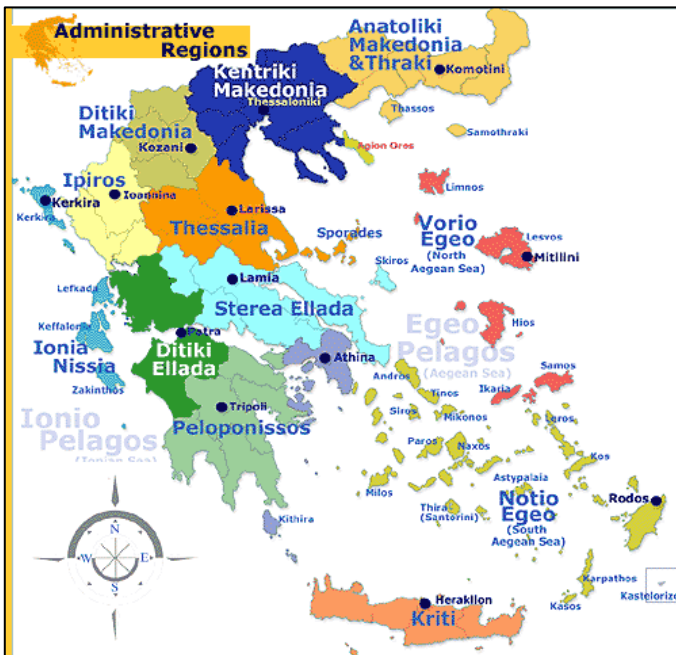 Administrative
Regions
Anatoliki
Makedonia
&Thraki
Komotini
Kentriki
Makedonia
Thessaloniki
Ditiki
Makedonia
Kozani
Thassos
Samothraki
Agion Oros
Ipiros
Ioannina
Kerkira
Kerkira
Larissa
Thessalia
Limnos
Sporades
Vorio
Egeo
(North
Aegean Sea)
Lesvos
Mitilini
Skiros
Lamia
Sterea Ellada
Lefkada
Keffalonia
Ionia
Nissia
Zakinthos
Patra
Ditiki
Ellada
Athina
Egeo
Pelagos
(Aegean Sea)
Hios
Samos
Ikaria
Andros
Tinos
Siros
Mikonos
Tripoli
Peloponissos
Ionio
Pelagos
(Ionian Sea)
Paros
Naxos
Leros
Kos
Milos
Astypalaia
Thira
(Santorini)
Notio
Egeo
(South
Aegean Sea)
Rodos
Kithira
N
W
E
S
Karpathos
Kasos
Kastelorizo
Heraklion
Kriti